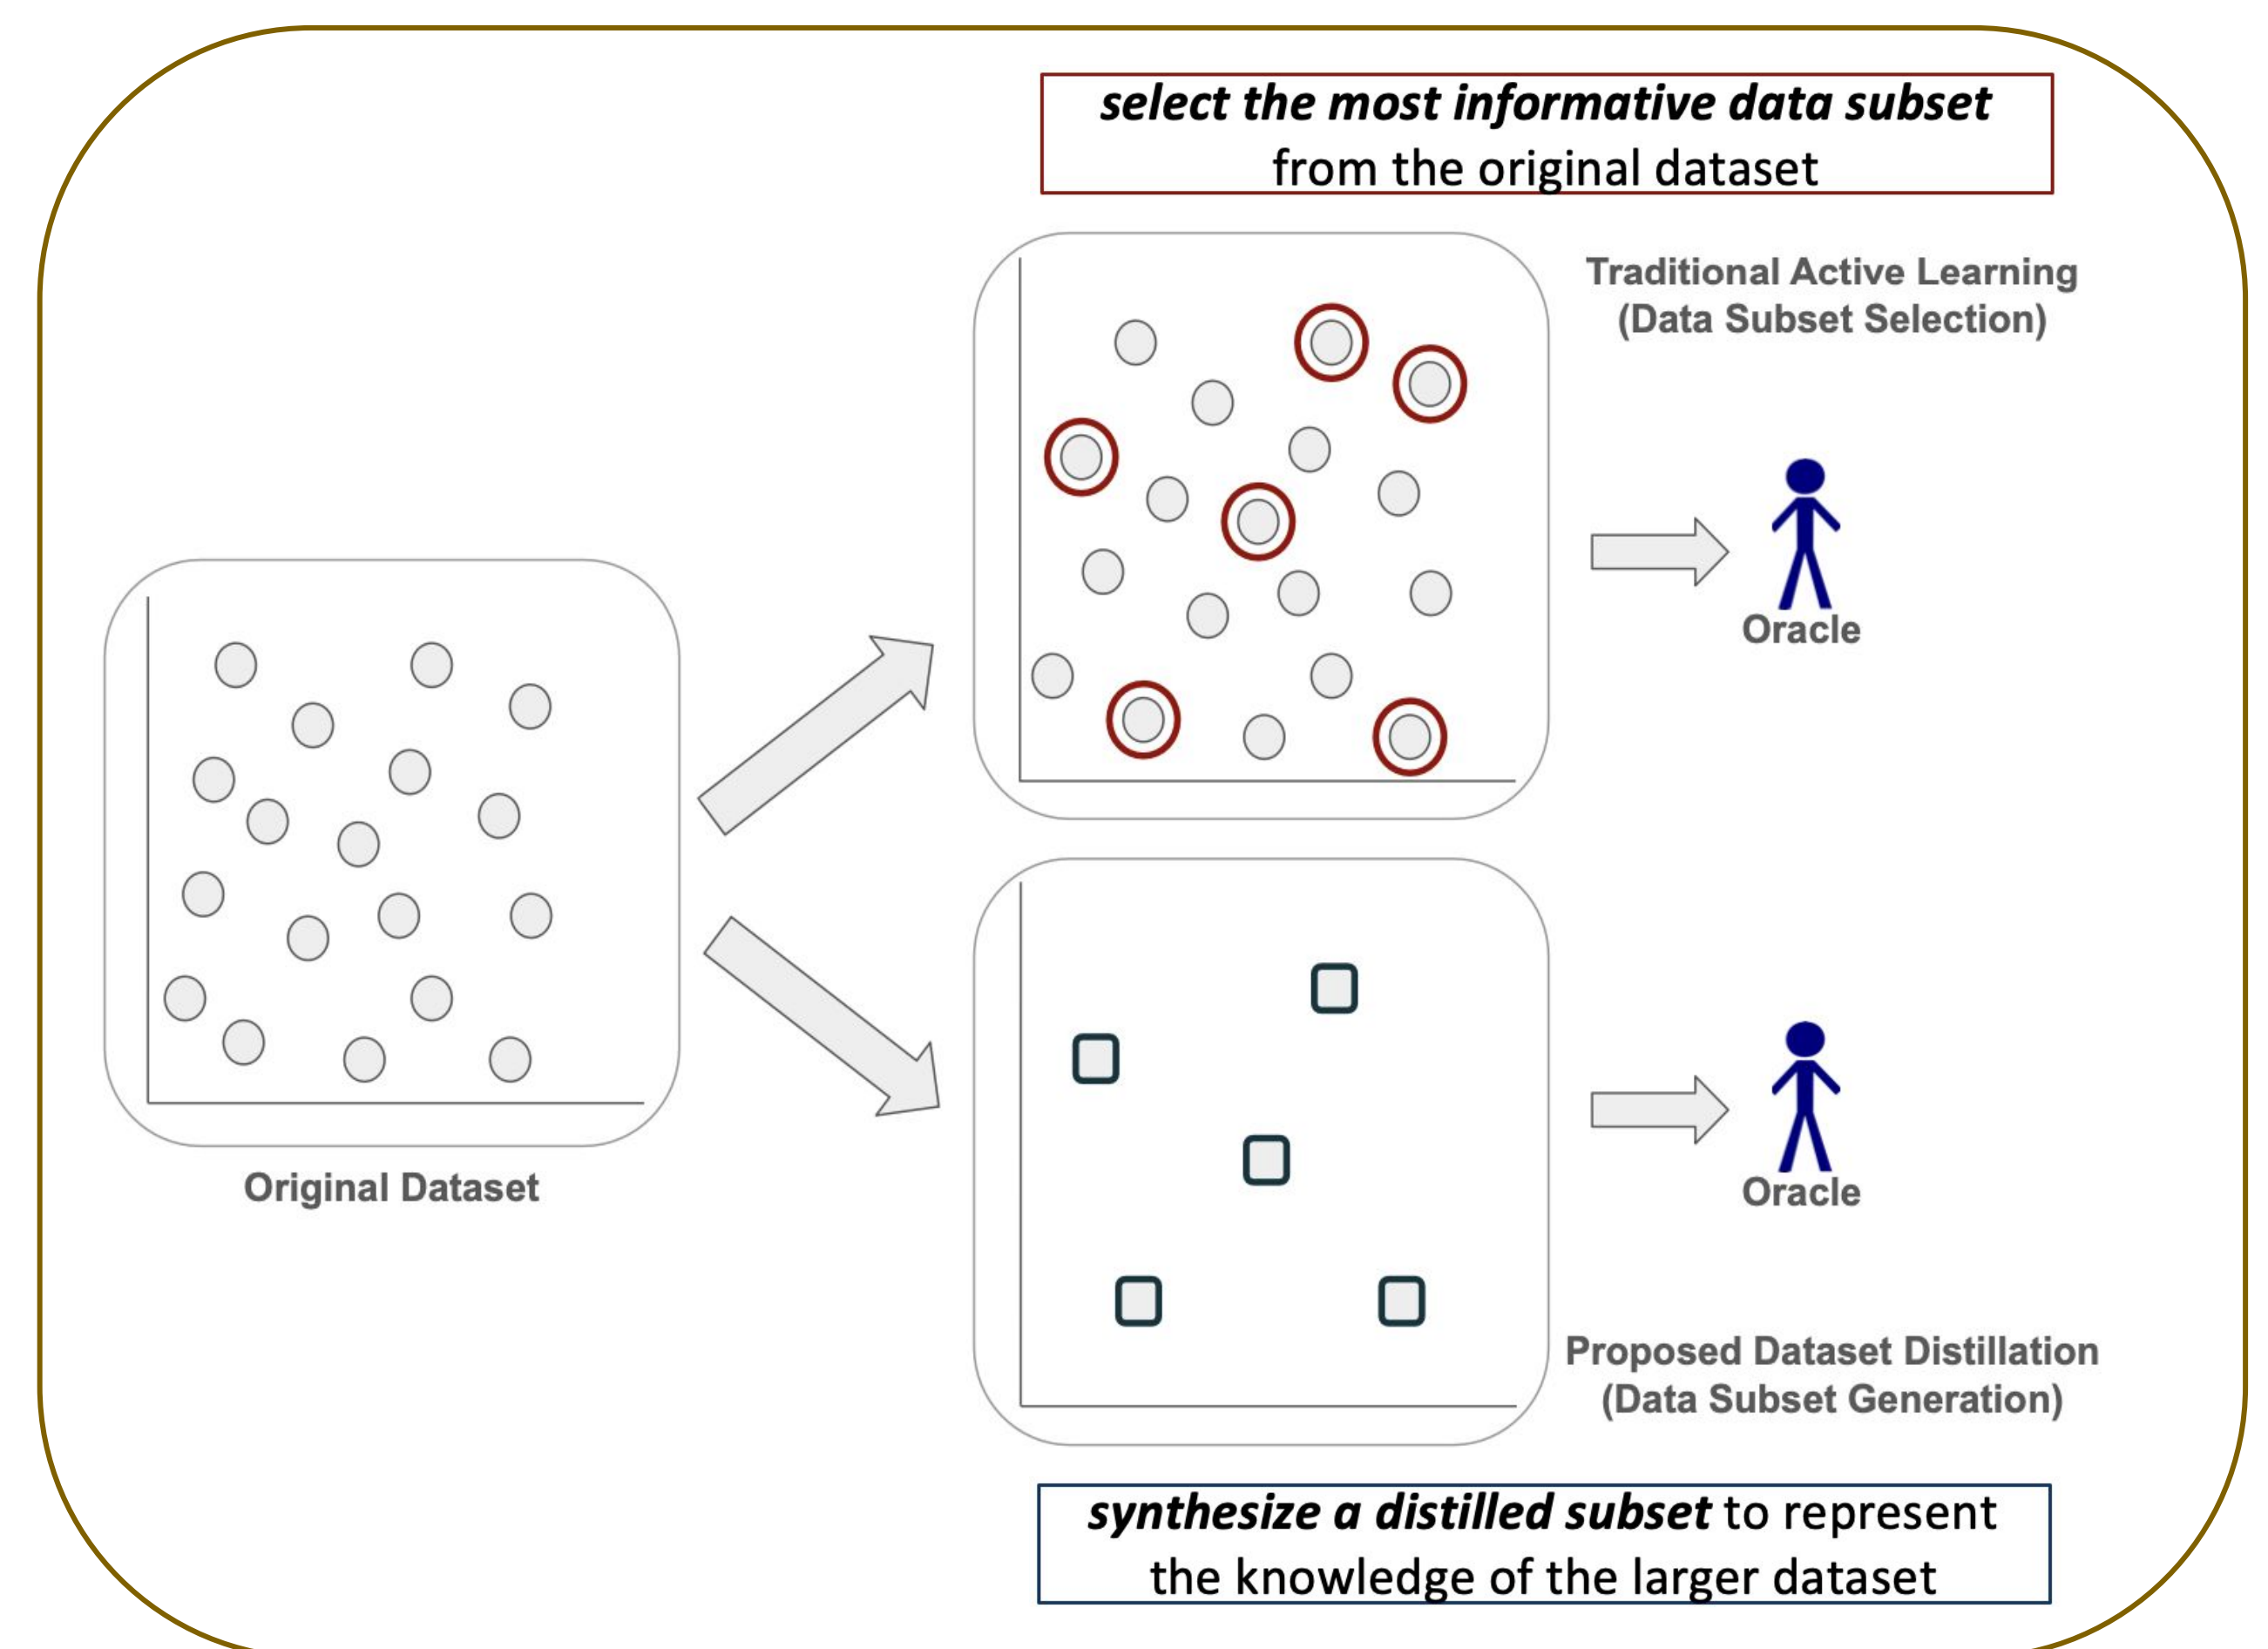 select the most informative data subset
from the original dataset
Traditional Active Learning
(Data Subset Selection)
Oracle
Original Dataset
Oracle
Proposed Dataset Distillation
(Data Subset Generation)
synthesize a distilled subset to represent
the knowledge of the larger dataset